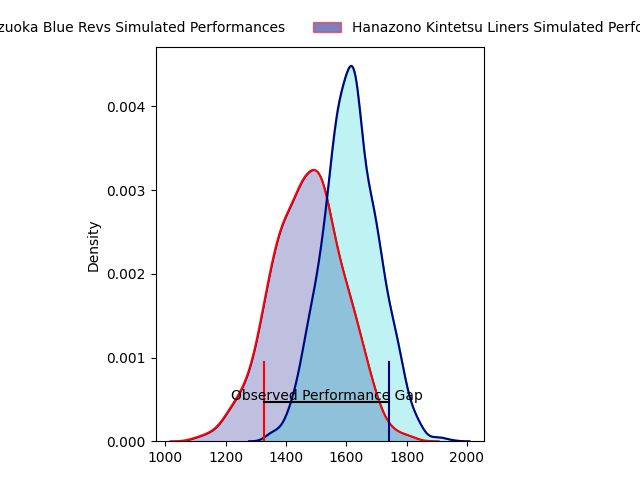 zuoka Blue Revs Simulated Performances Hanazono Kintetsu Liners Simulated Perfo
0.004
0.003
Density
0.002
0.001
Observed Performance Gap
0.000
1000 1200 1400 1600 1800 2000